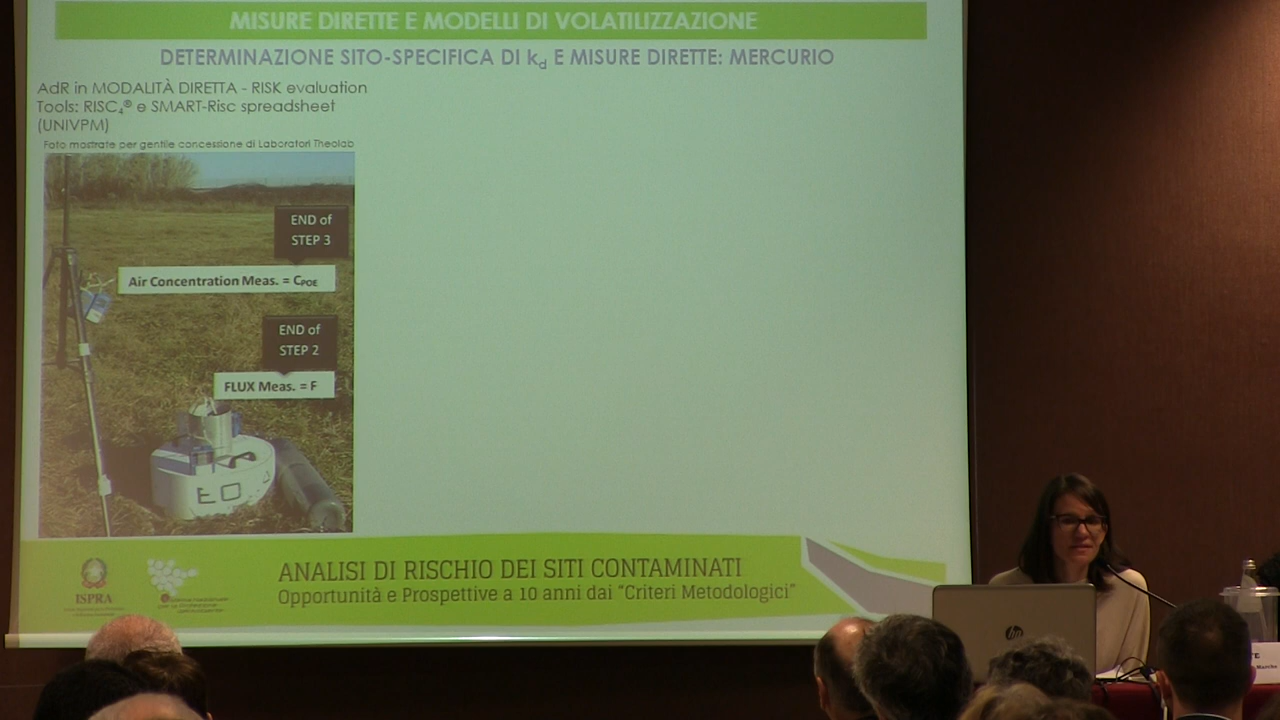 MISURE DIRETTE E MODELLI DI VOLATILIZZAZIONE
DETERMINAZIONE SITO-SPECIFICA DI kd E MISURE DIRETTE: MERCURIO
AdR in MODALITÀ DIRETTA - RISK evaluation
Tools: RISC4® e SMART-Risc spreadsheet
(UNIVPM)
Foto mostrate per gentile concessione di Laboratori Theolab
END of
STEP 3
Air Concentration Meas. = CPOE
END of
STEP 2
FLUX Meas. = F
EO
ISPRA
ANALISI DI RISCHIO DEI SITI CONTAMINATI
Opportunità e Prospettive a 10 anni dai "Criteri Metodologici"
hp